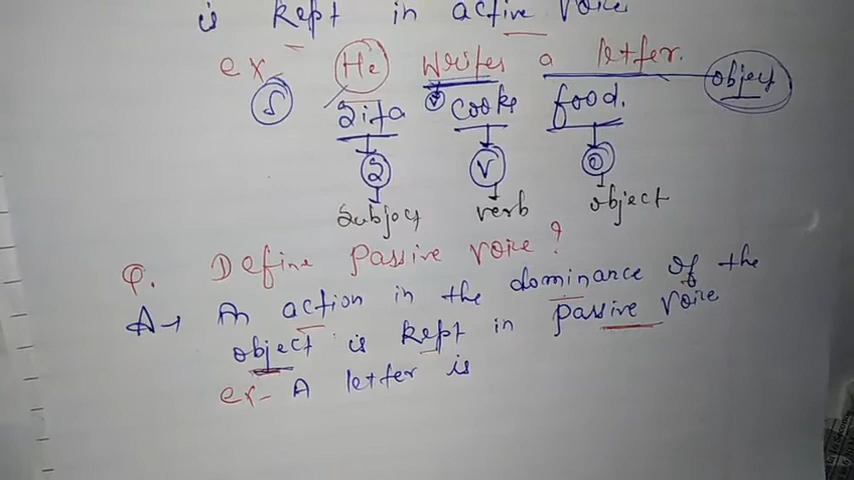 is kept in active voice
ex- He writes a letter. object
S Sita V cooks food.
S V O
Subject verb object
Q. Define passive voice?
A→ An action in the dominance of the
object is kept in passive voice
ex- A letter is